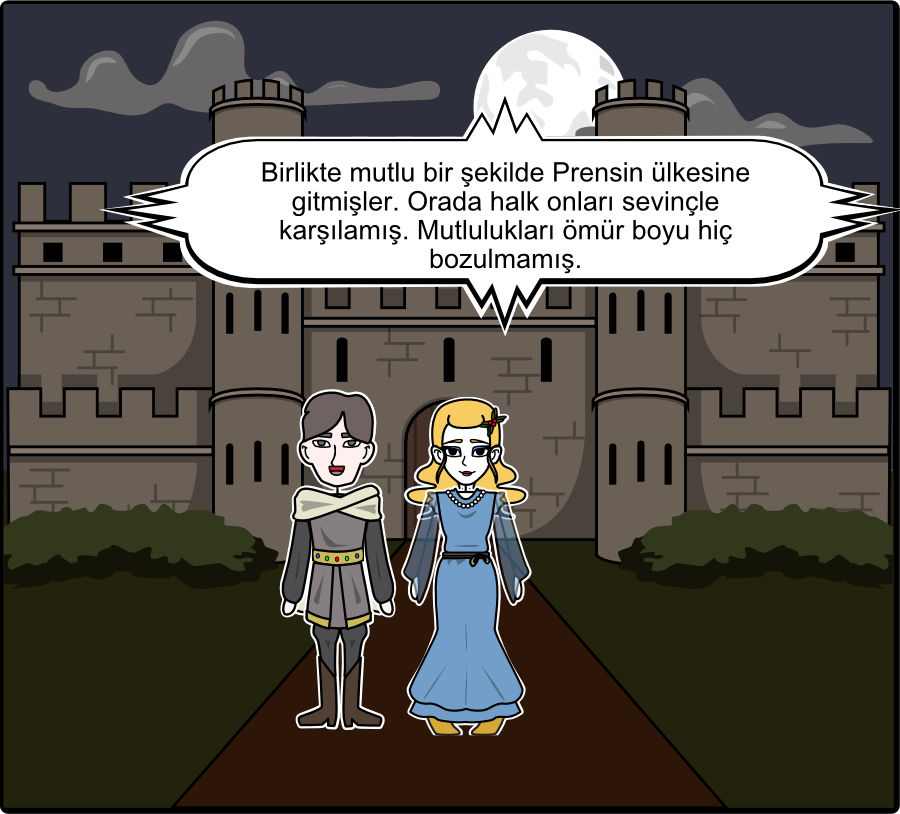 Birlikte mutlu bir şekilde Prensin ülkesine
gitmişler. Orada halk onları sevinçle
karşılamış. Mutlulukları ömür boyu hiç
bozulmamış.